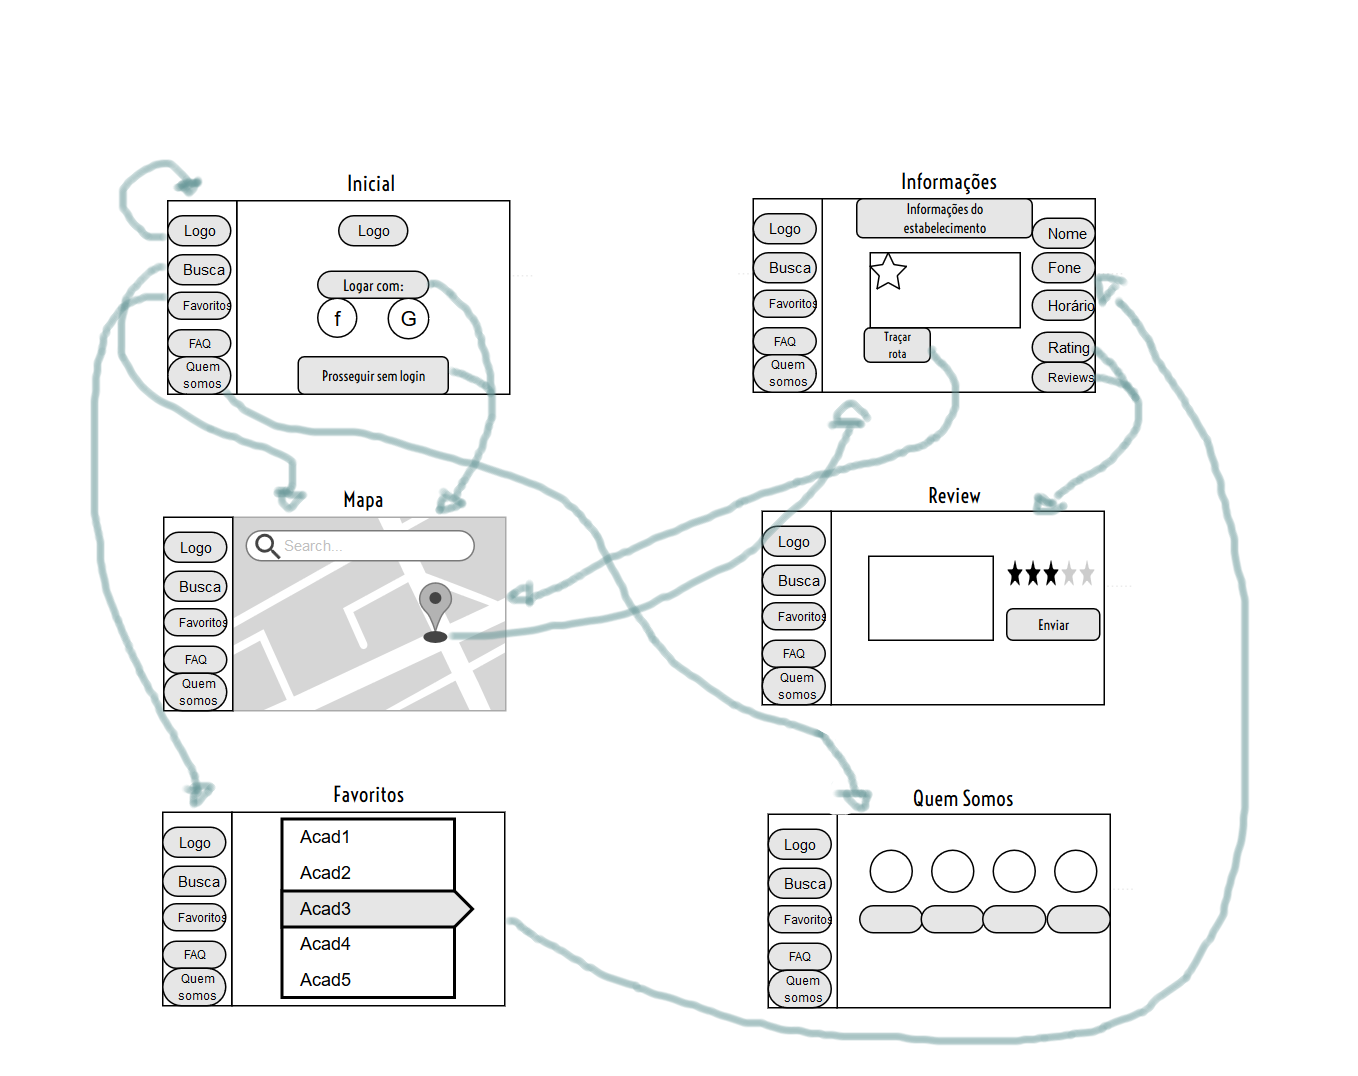 Inicial
Logo
Busca
Favoritos
FAQ
Quem
somos
Logo
Logar com:
f
G
Prosseguir sem login
Informações
Logo
Busca
Favoritos
FAQ
Quem
somos
Informações do
estabelecimento
Traçar
rota
Nome
Fone
Horário
Rating
Reviews
Mapa
Logo
Busca
Favoritos
FAQ
Quem
somos
Search...
Review
Logo
Busca
Favoritos
FAQ
Quem
somos
Enviar
Favoritos
Logo
Busca
Favoritos
FAQ
Quem
somos
Acad1
Acad2
Acad3
Acad4
Acad5
Quem Somos
Logo
Busca
Favoritos
FAQ
Quem
somos